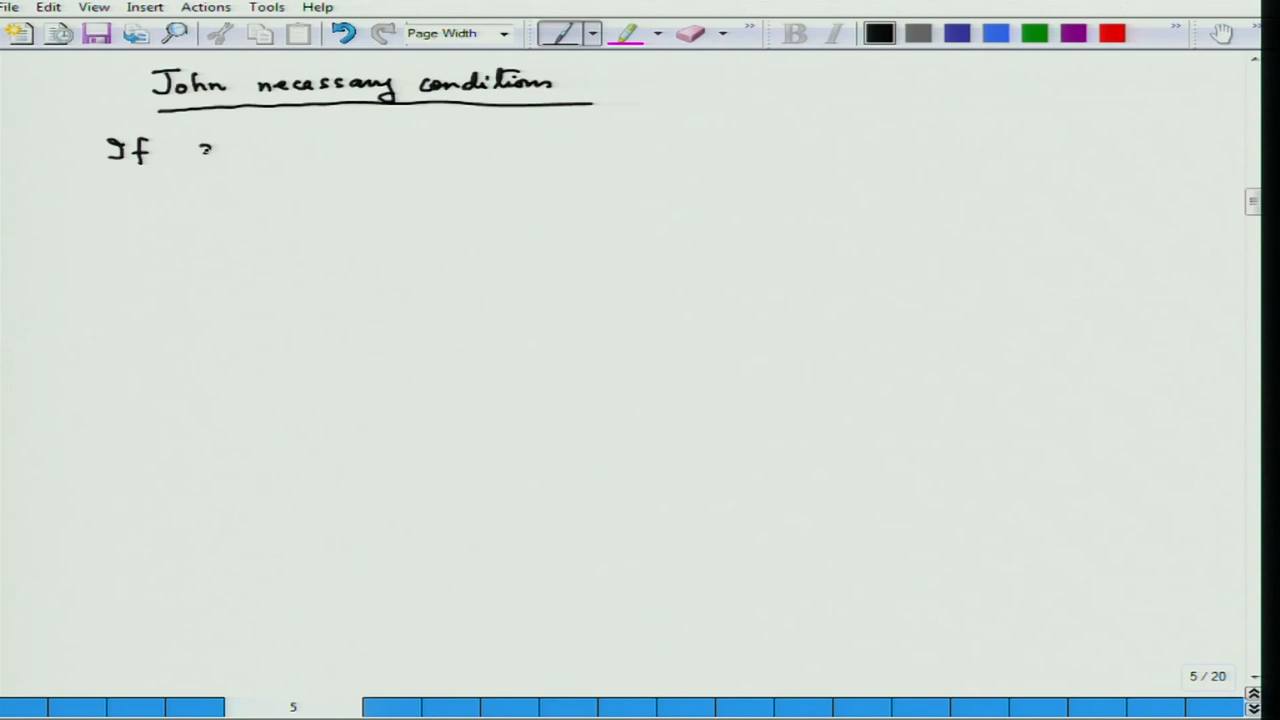 File Edit View Insert Actions Tools Help
Page Width B I
John necessary conditions
If
5 / 20
5